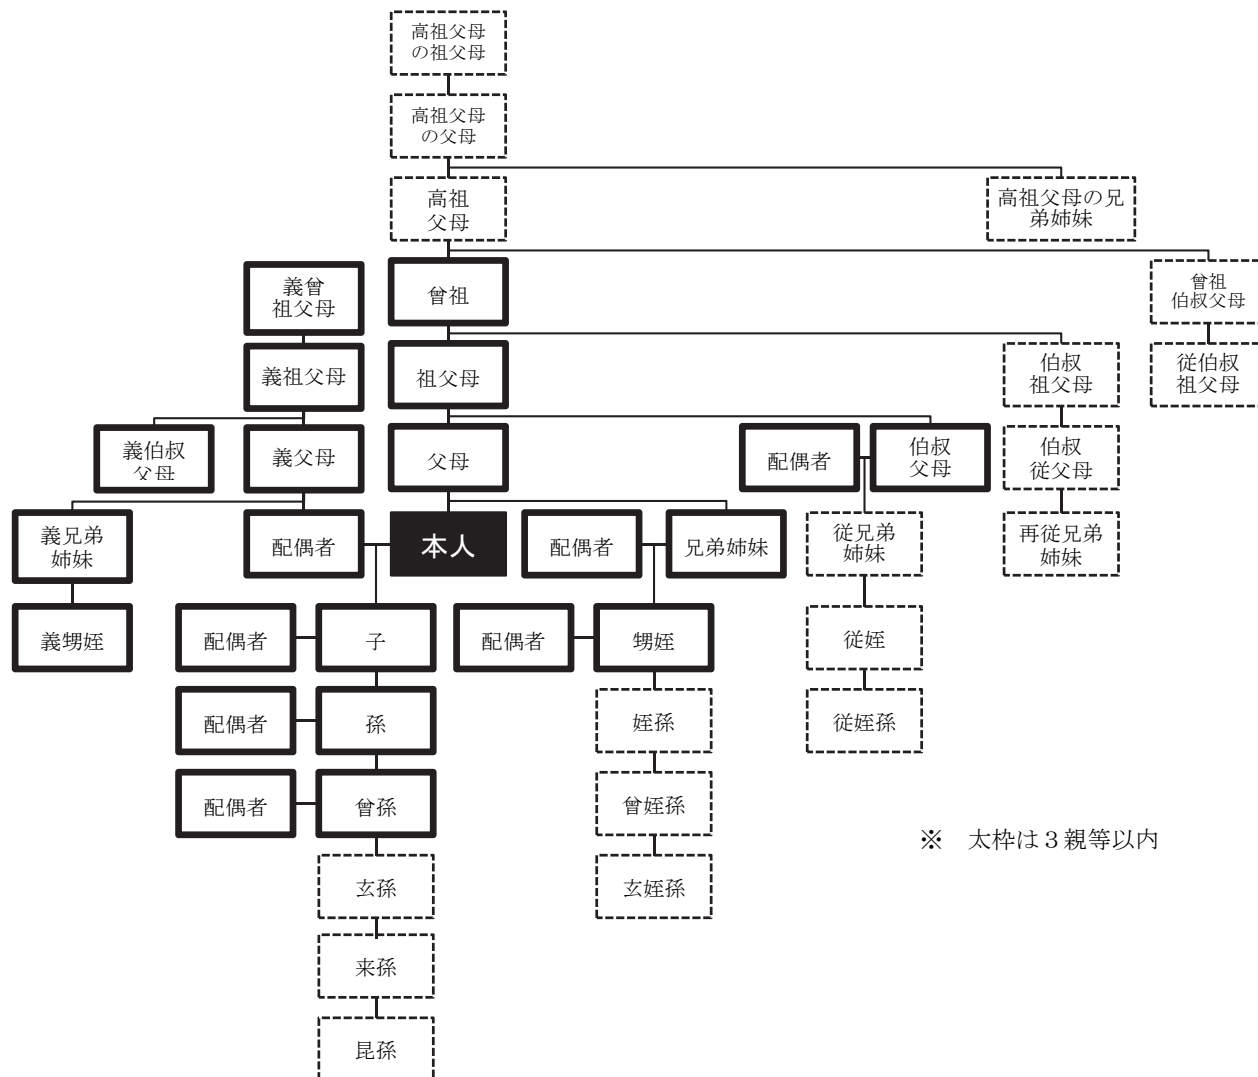 高祖父母
の祖父母
高祖父母
の父母
高祖
父母
高祖父母の兄
弟姉妹
義曾
祖父母
曾祖
曾祖
伯叔父母
義祖父母
祖父母
伯叔
祖父母
従伯叔
祖父母
義伯叔
父母
義父母
父母
配偶者
伯叔
父母
伯叔
従父母
義兄弟
姉妹
配偶者
本人
配偶者
兄弟姉妹
従兄弟
姉妹
再従兄弟
姉妹
義甥姪
配偶者
子
配偶者
甥姪
従姪
配偶者
孫
姪孫
従姪孫
配偶者
曾孫
曾姪孫
※　太枠は３親等以内
玄孫
玄姪孫
来孫
昆孫